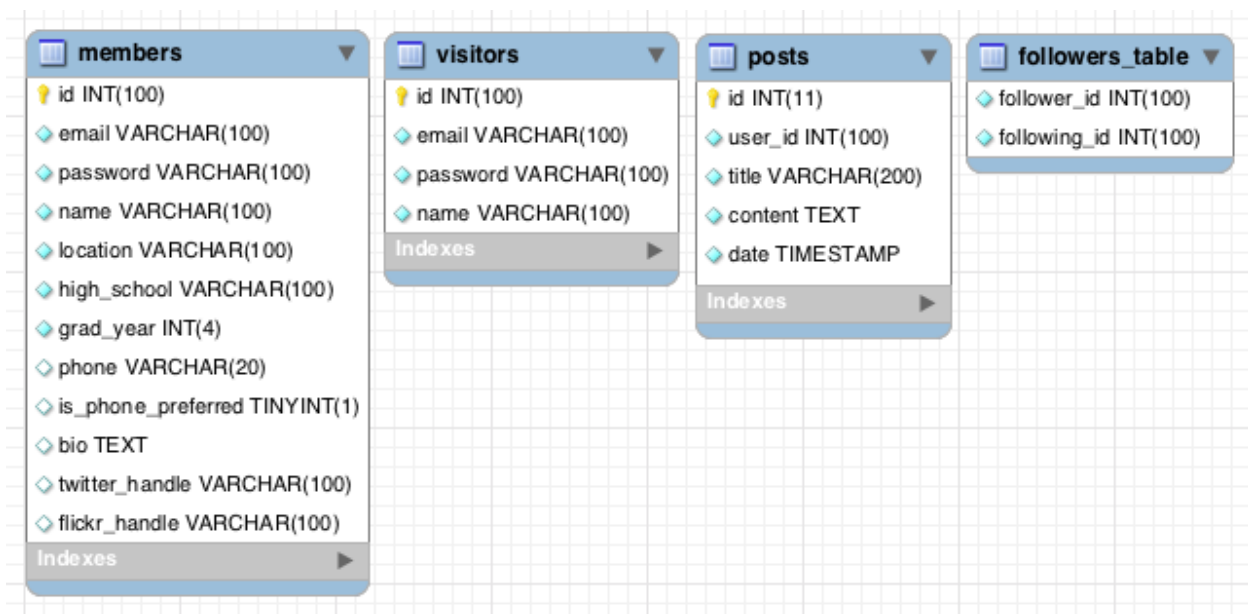 members
id INT(100)
email VARCHAR(100)
password VARCHAR(100)
name VARCHAR(100)
location VARCHAR(100)
high_school VARCHAR(100)
grad_year INT(4)
phone VARCHAR(20)
is_phone_preferred TINYINT(1)
bio TEXT
twitter_handle VARCHAR(100)
flickr_handle VARCHAR(100)
Indexes
visitors
id INT(100)
email VARCHAR(100)
password VARCHAR(100)
name VARCHAR(100)
Indexes
posts
id INT(11)
user_id INT(100)
title VARCHAR(200)
content TEXT
date TIMESTAMP
Indexes
followers_table
follower_id INT(100)
following_id INT(100)